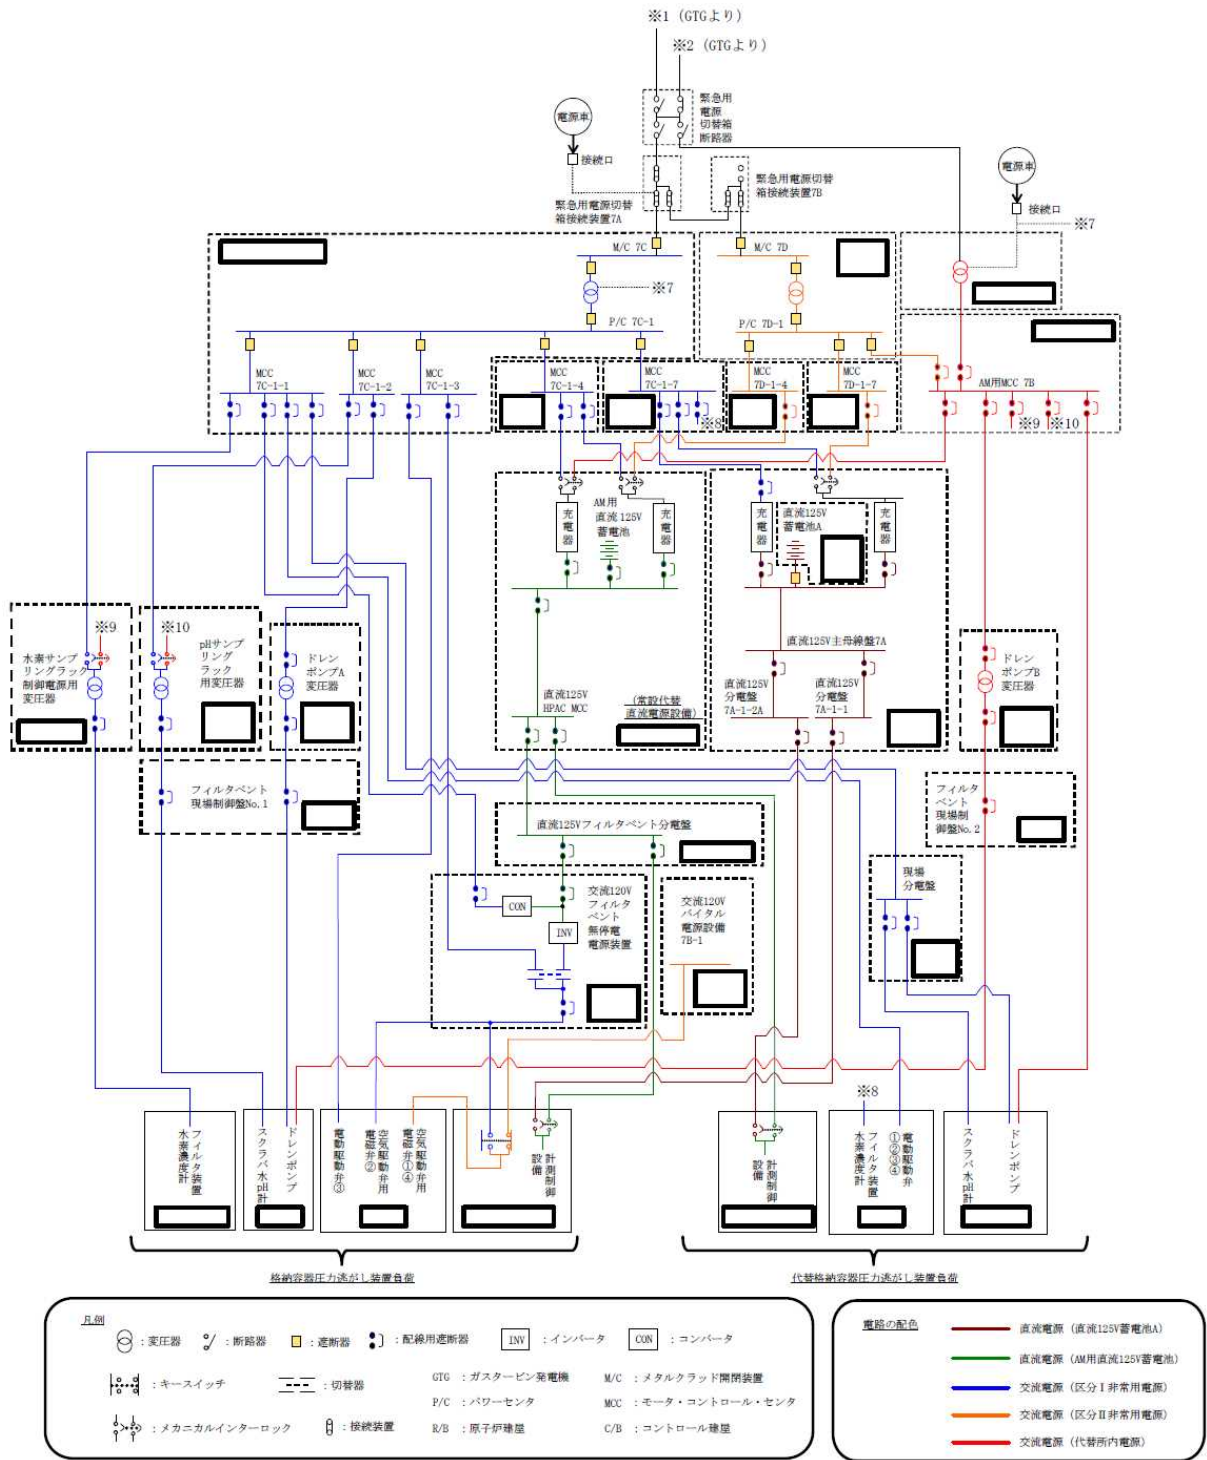 ※1 (GTGより)
※2 (GTGより)
緊急用
電源
切替箱
断路器
電源車
接続口
緊急用電源切替
箱接続装置7A
緊急用電源切替
箱接続装置7B
電源車
接続口
※7
M/C 7C
M/C 7D
※7
P/C 7C-1
P/C 7D-1
MCC
7C-1-1
MCC
7C-1-2
MCC
7C-1-3
MCC
7C-1-4
MCC
7C-1-7
MCC
7D-1-4
MCC
7D-1-7
AM用MCC 7B
※8
※9
※10
充電器
AM用
直流125V
蓄電池
充電器
充電器
直流125V
蓄電池A
充電器
※9
水素サンプ
リングラック
制御電源用
変圧器
※10
pHサンプ
リング
ラック
用変圧器
ドレン
ポンプA
変圧器
直流125V
HPAC MCC
(常設代替
直流電源設備)
直流125V主母線盤7A
直流125V
分電盤
7A-1-2A
直流125V
分電盤
7A-1-1
ドレン
ポンプB
変圧器
フィルタベント
現場制御盤No.1
直流125Vフィルタベント分電盤
フィルタ
ベント
現場制
御盤No.2
CON
INV
交流120V
フィルタ
ベント
無停電
電源装置
交流120V
バイタル
電源設備
7B-1
現場
分電盤
フィルタ装置
水素濃度計
ドレンポンプ
スクラバ水pH計
電動駆動弁③
空気駆動弁用
電磁弁②
空気駆動弁用
電磁弁①④
計測制御
設備
計測制御
設備
※8
フィルタ装置
水素濃度計
電動駆動弁
①②③④
スクラバ水pH計
ドレンポンプ
格納容器圧力逃がし装置負荷
代替格納容器圧力逃がし装置負荷
凡例
:変圧器
:断路器
:遮断器
:配線用遮断器
INV
:インバータ
CON
:コンバータ
:キースイッチ
:切替器
GTG :ガスタービン発電機
M/C :メタルクラッド開閉装置
P/C :パワーセンタ
MCC :モータ・コントロール・センタ
:メカニカルインターロック
:接続装置
R/B :原子炉建屋
C/B :コントロール建屋
電路の配色
直流電源(直流125V蓄電池A)
直流電源(AM用直流125V蓄電池)
交流電源(区分Ⅰ非常用電源)
交流電源(区分Ⅱ非常用電源)
交流電源(代替所内電源)